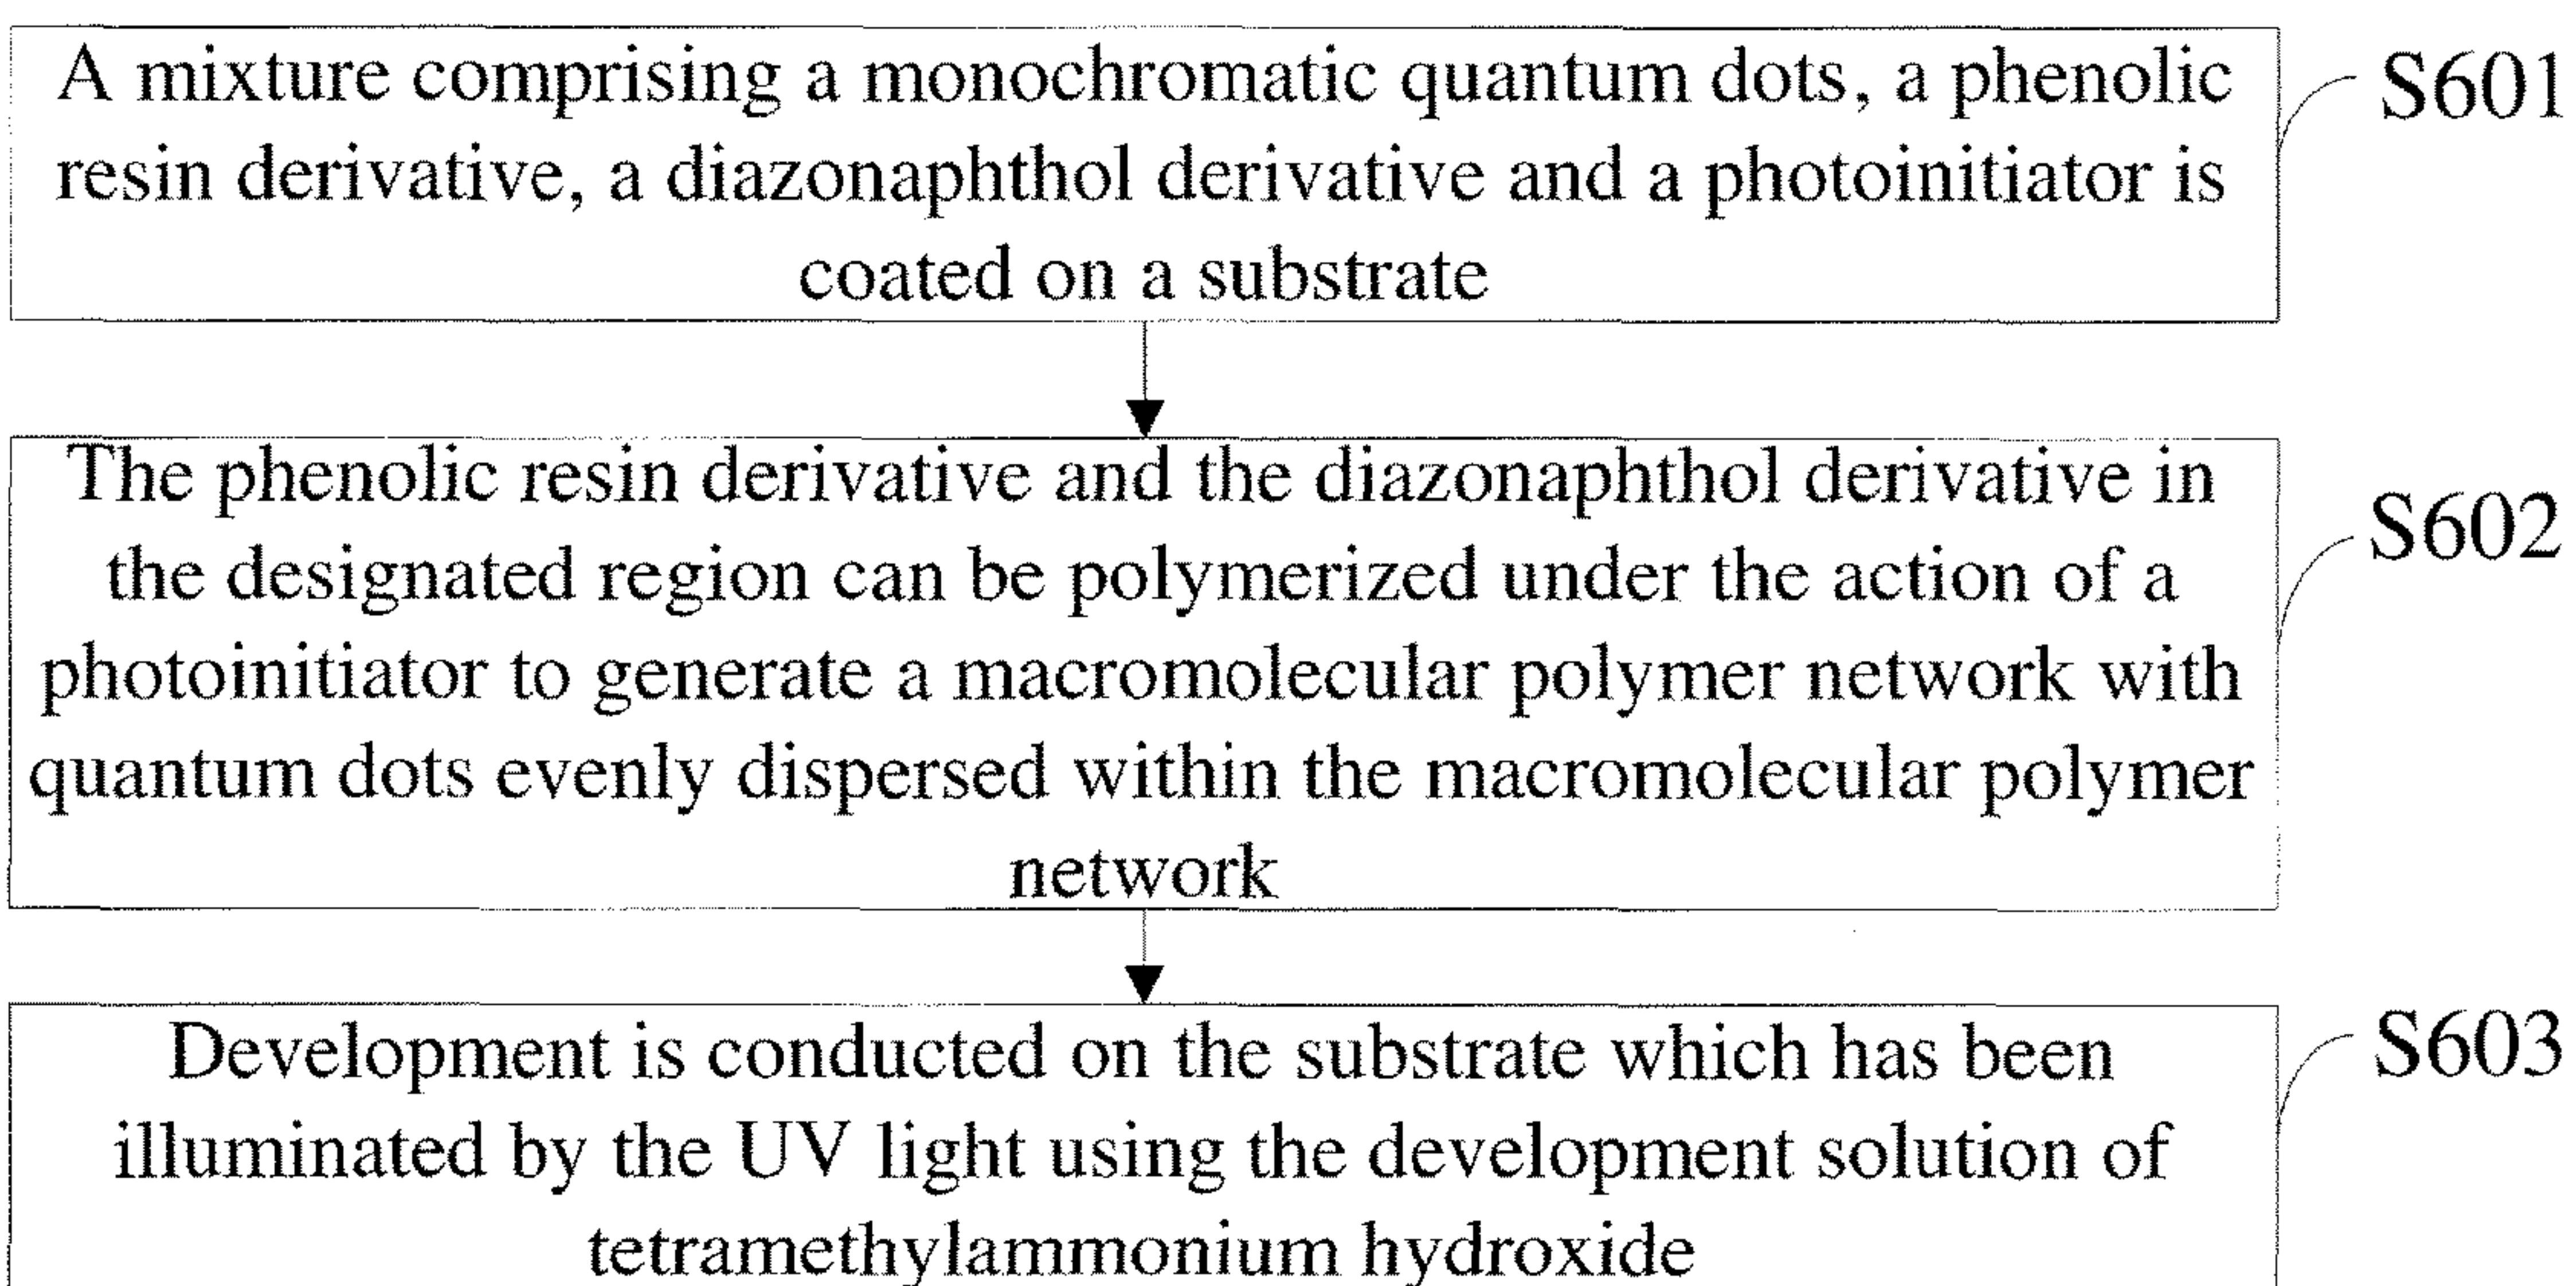 A mixture comprising a monochromatic quantum dots, a phenolic
resin derivative, a diazonaphthol derivative and a photoinitiator is
coated on a substrate
S601
The phenolic resin derivative and the diazonaphthol derivative in
the designated region can be polymerized under the action of a
photoinitiator to generate a macromolecular polymer network with
quantum dots evenly dispersed within the macromolecular polymer
network
S602
Development is conducted on the substrate which has been
illuminated by the UV light using the development solution of
tetramethylammonium hydroxide
S603